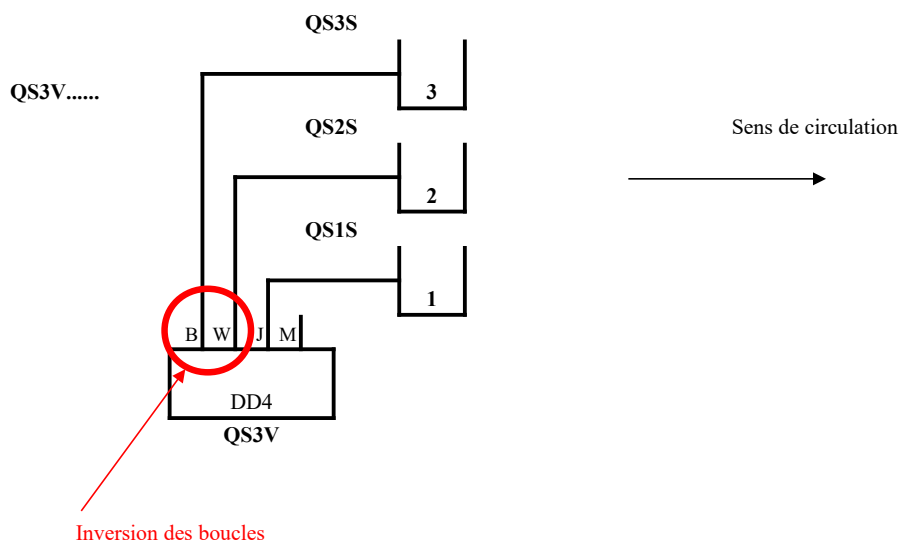 QS3S
QS3V......
3
QS2S
Sens de circulation
2
QS1S
1
B W J M
DD4
QS3V
Inversion des boucles